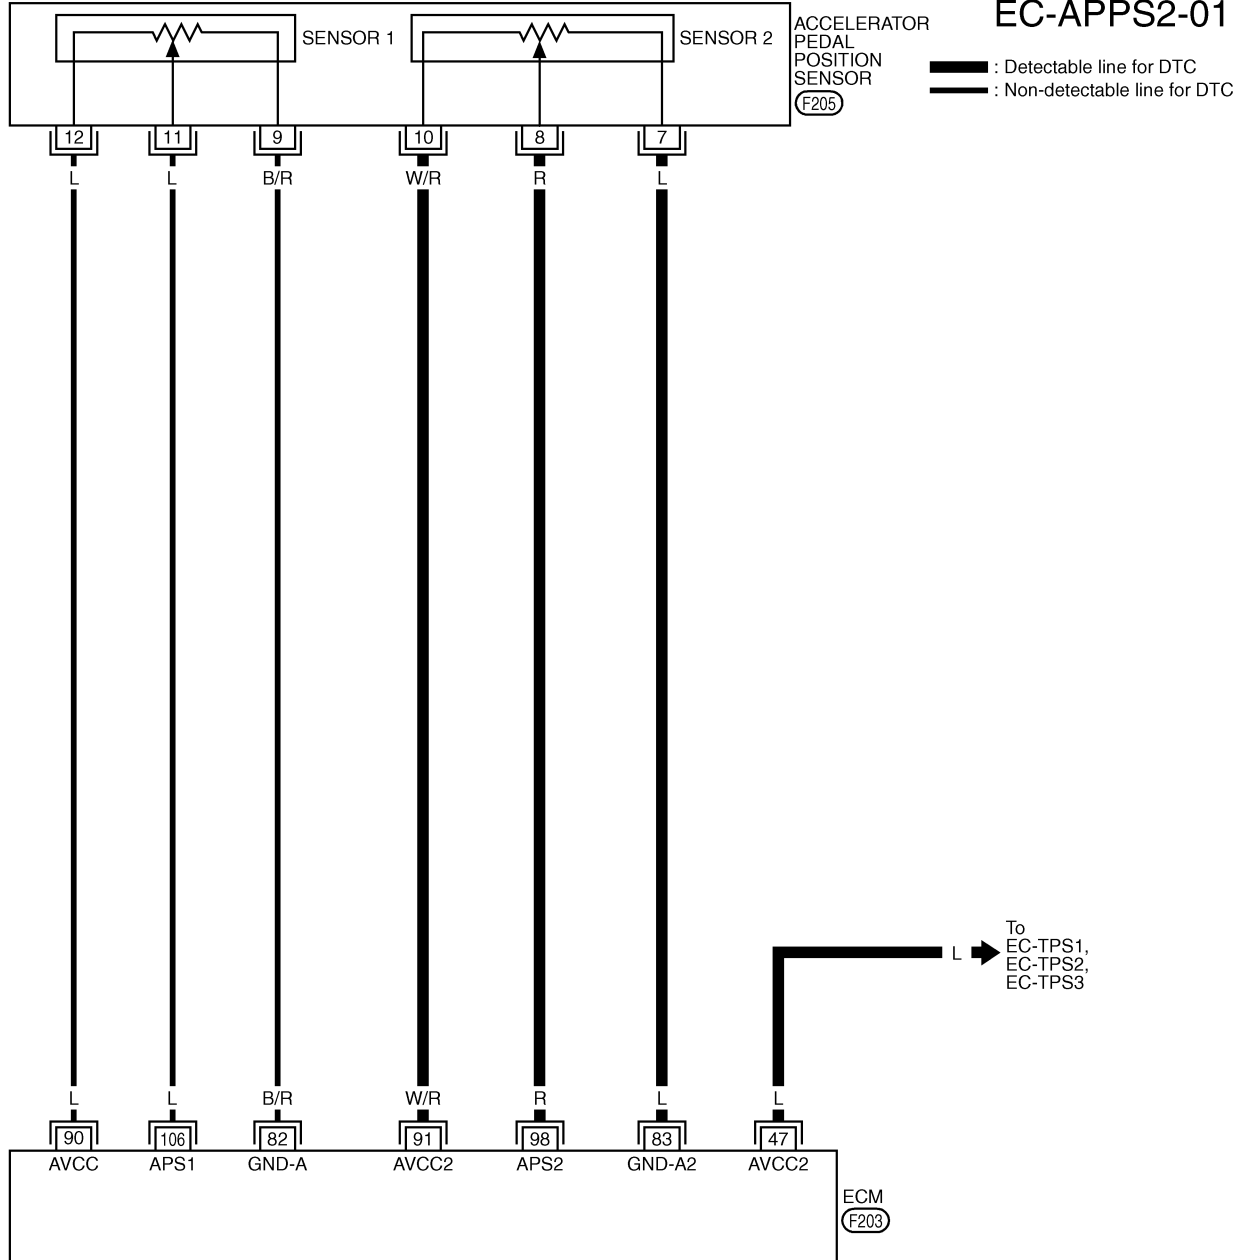 EC-APPS2-01
SENSOR 1
SENSOR 2
ACCELERATOR
PEDAL
POSITION
SENSOR
F205
: Detectable line for DTC
: Non-detectable line for DTC
12 11 9 10 8 7
L L B/R W/R R L
To
EC-TPS1,
EC-TPS2,
EC-TPS3
L
L L B/R W/R R L L
90 106 82 91 98 83 47
AVCC APS1 GND-A AVCC2 APS2 GND-A2 AVCC2
ECM
F203